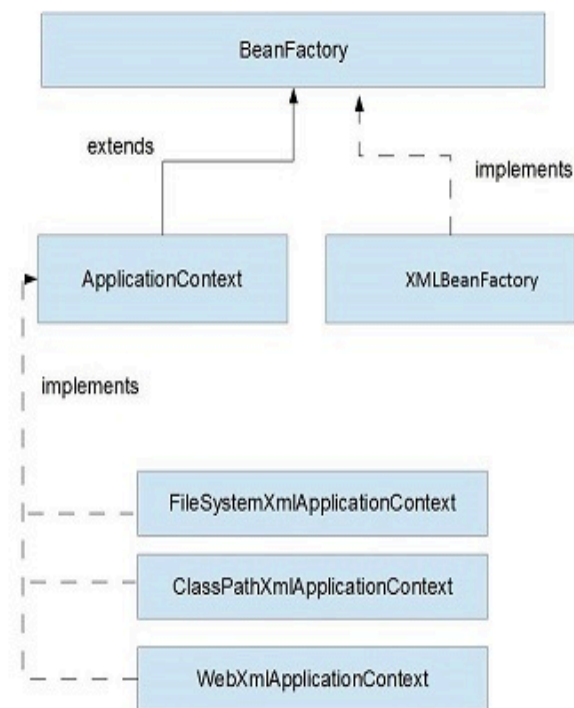 BeanFactory
extends
implements
ApplicationContext
XMLBeanFactory
implements
FileSystemXmlApplicationContext
ClassPathXmlApplicationContext
WebXmlApplicationContext